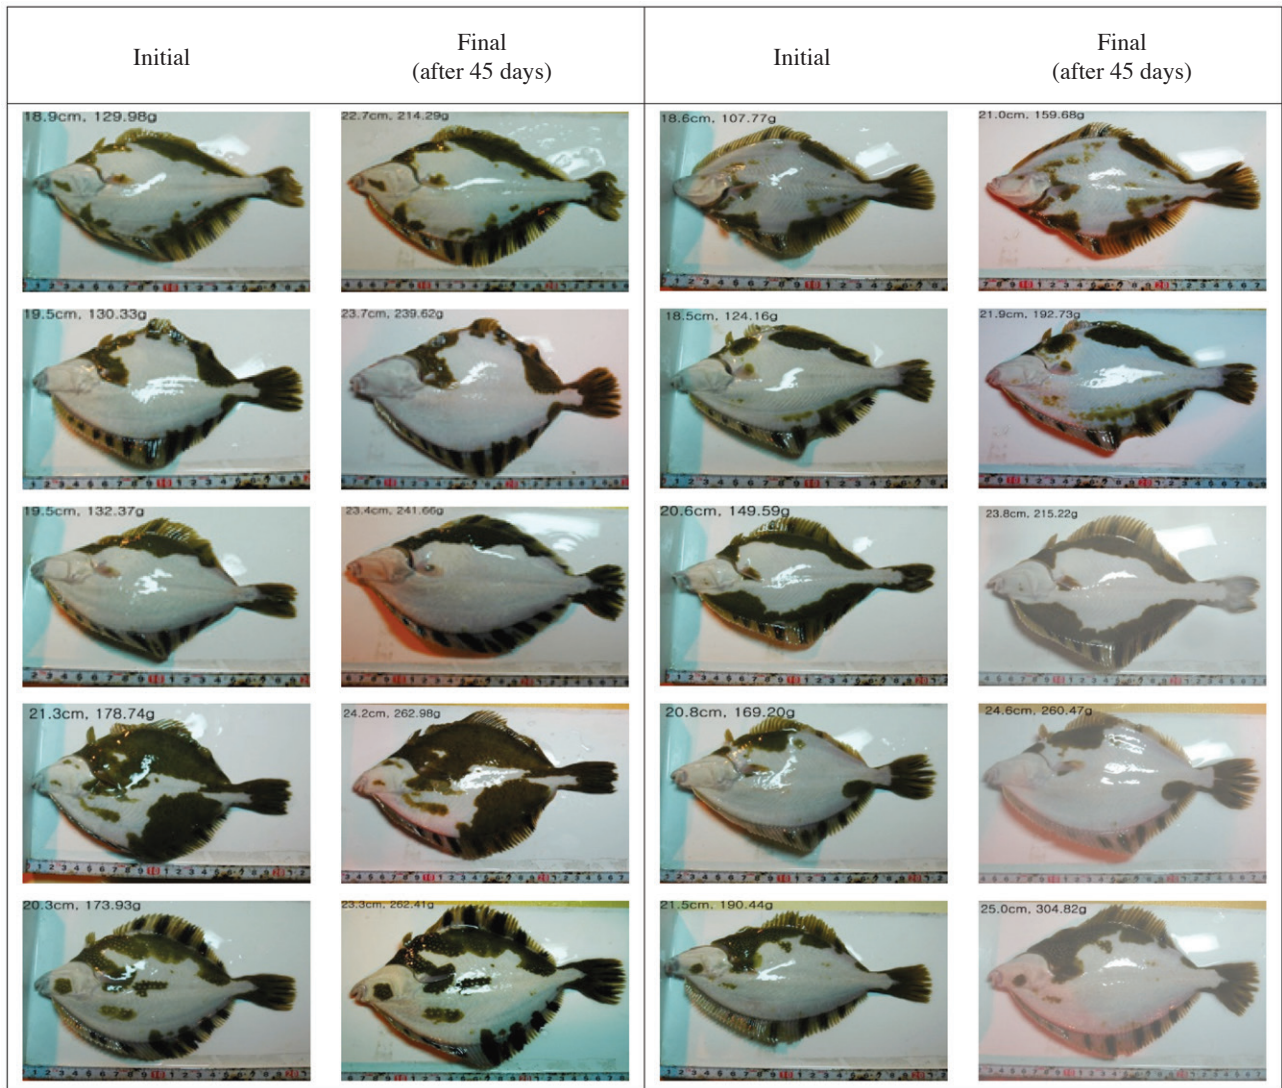 Initial
Final
(after 45 days)
Initial
Final
(after 45 days)
18.9cm, 129.98g
22.7cm, 214.29g
18.6cm, 107.77g
21.0cm, 159.68g
19.5cm, 130.33g
23.7cm, 239.62g
18.5cm, 124.16g
21.9cm, 192.73g
19.5cm, 132.37g
23.4cm, 241.66g
20.6cm, 149.59g
23.8cm, 215.22g
21.3cm, 178.74g
24.2cm, 262.98g
20.8cm, 169.20g
24.6cm, 260.47g
20.3cm, 173.93g
23.3cm, 262.41g
21.5cm, 190.44g
25.0cm, 304.82g